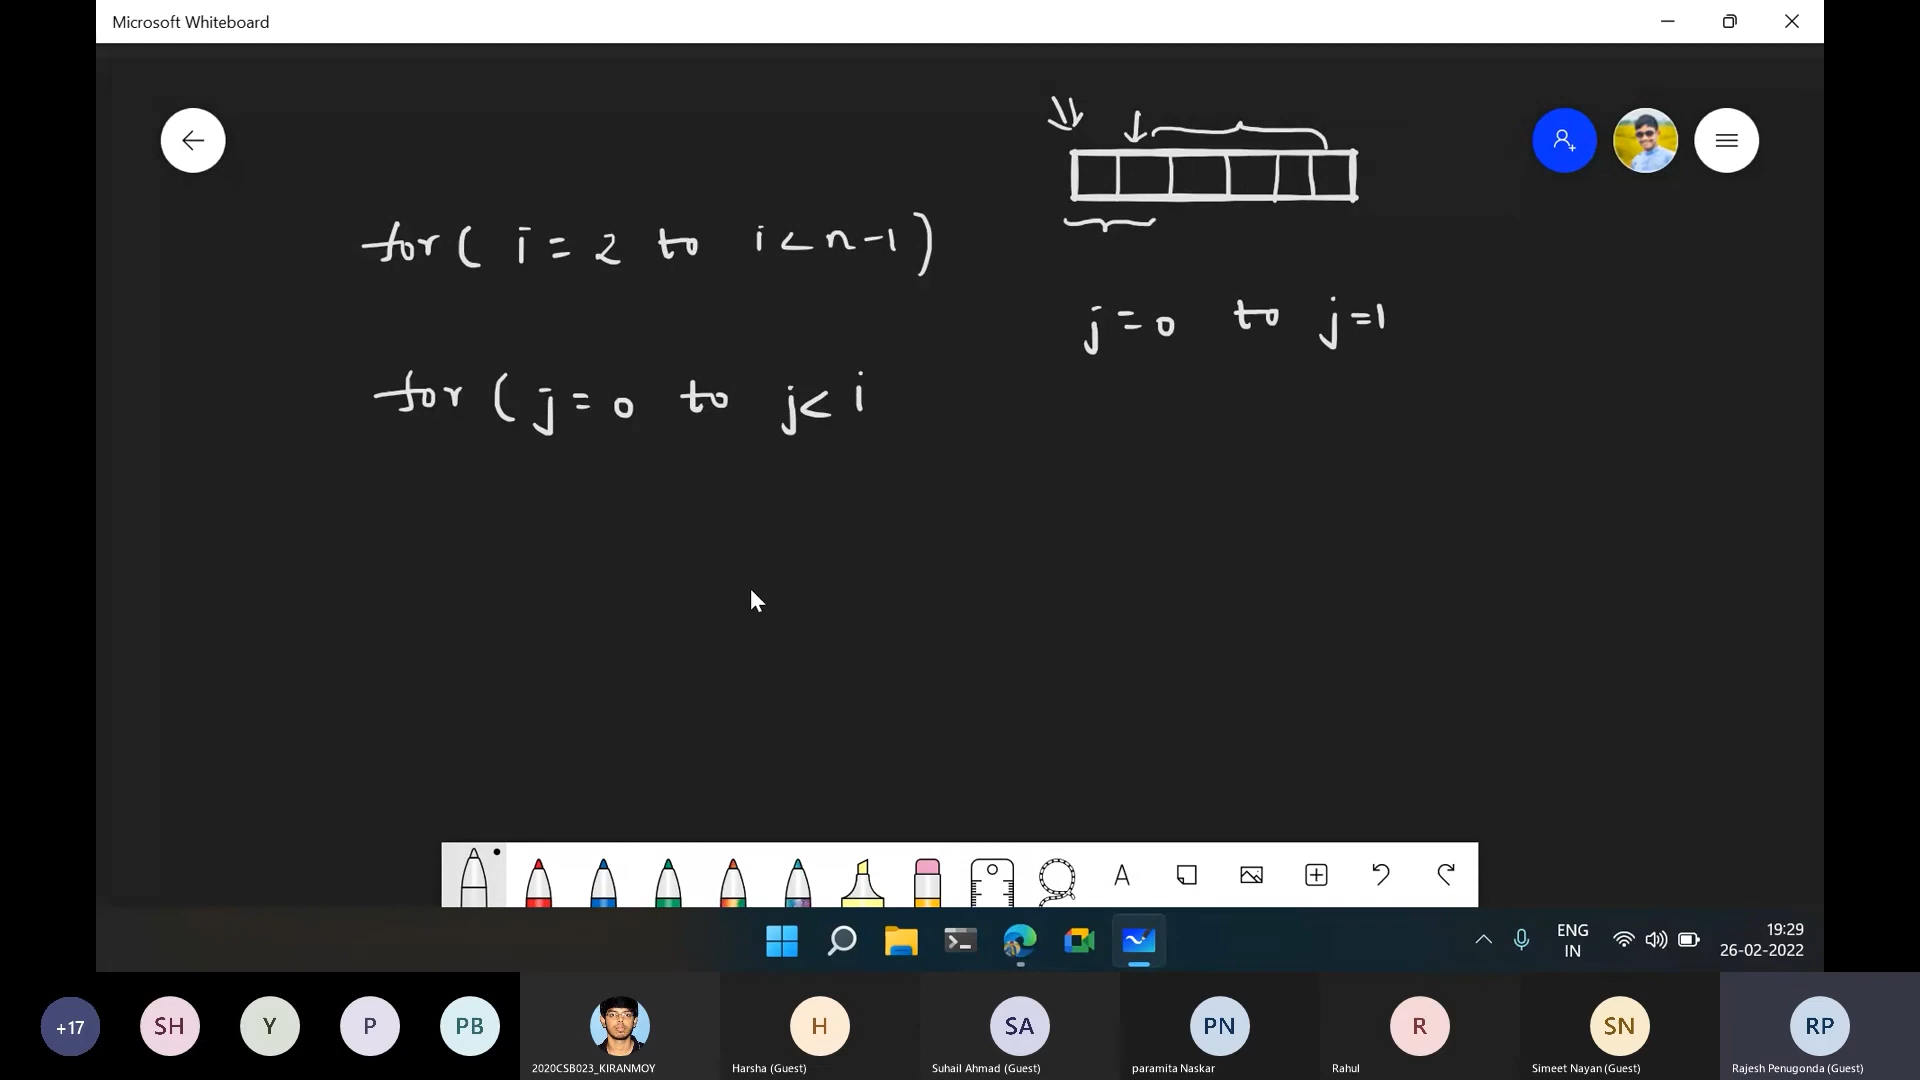 Microsoft Whiteboard
for( i = 2 to i < n-1)
j = 0 to j = 1
for ( j = 0 to j < i
A
ENG
IN
19:29
26-02-2022
+17
SH
Y
P
PB
H
SA
PN
R
SN
RP
2020CSB023_KIRANMOY
Harsha (Guest)
Suhail Ahmad (Guest)
paramita Naskar
Rahul
Simeet Nayan (Guest)
Rajesh Penugonda (Guest)